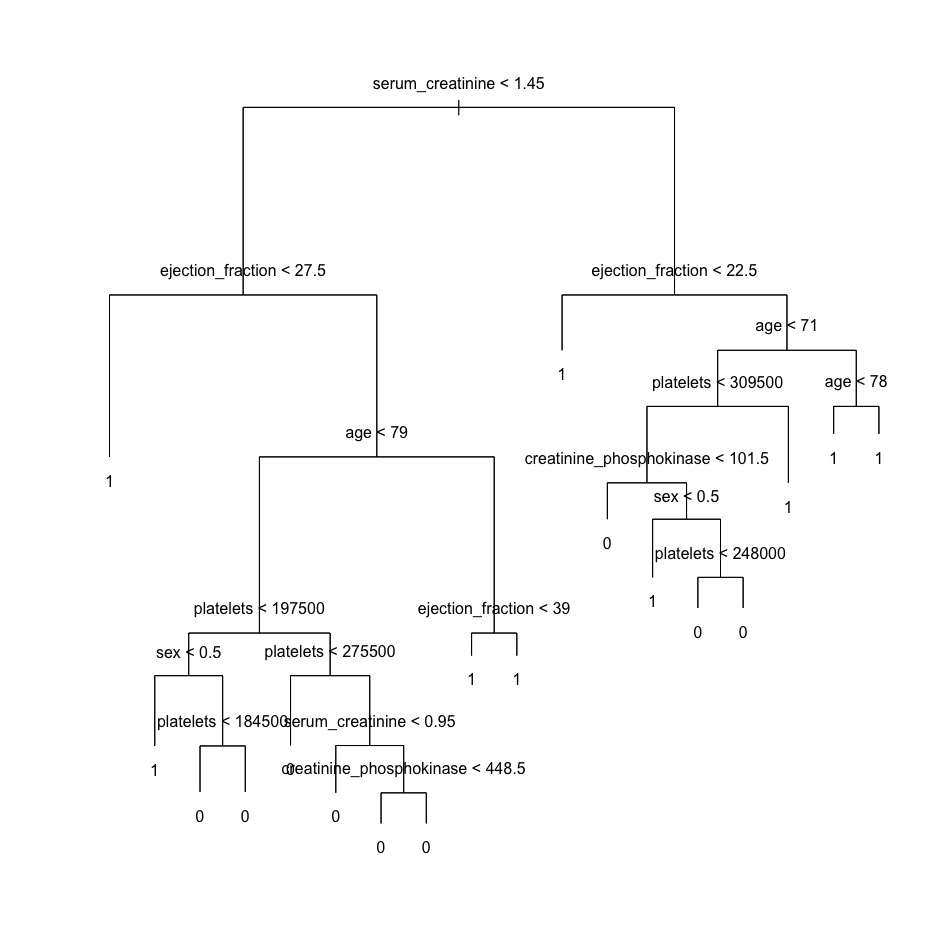 serum_creatinine < 1.45
ejection_fraction < 27.5
ejection_fraction < 22.5
age < 71
1
platelets < 309500
age < 78
age < 79
creatinine_phosphokinase < 101.5
1
1
1
sex < 0.5
1
0
platelets < 248000
1
platelets < 197500
ejection_fraction < 39
0
0
sex < 0.5
platelets < 275500
1
1
platelets < 184500
serum_creatinine < 0.95
1
0
creatinine_phosphokinase < 448.5
0
0
0
0
0